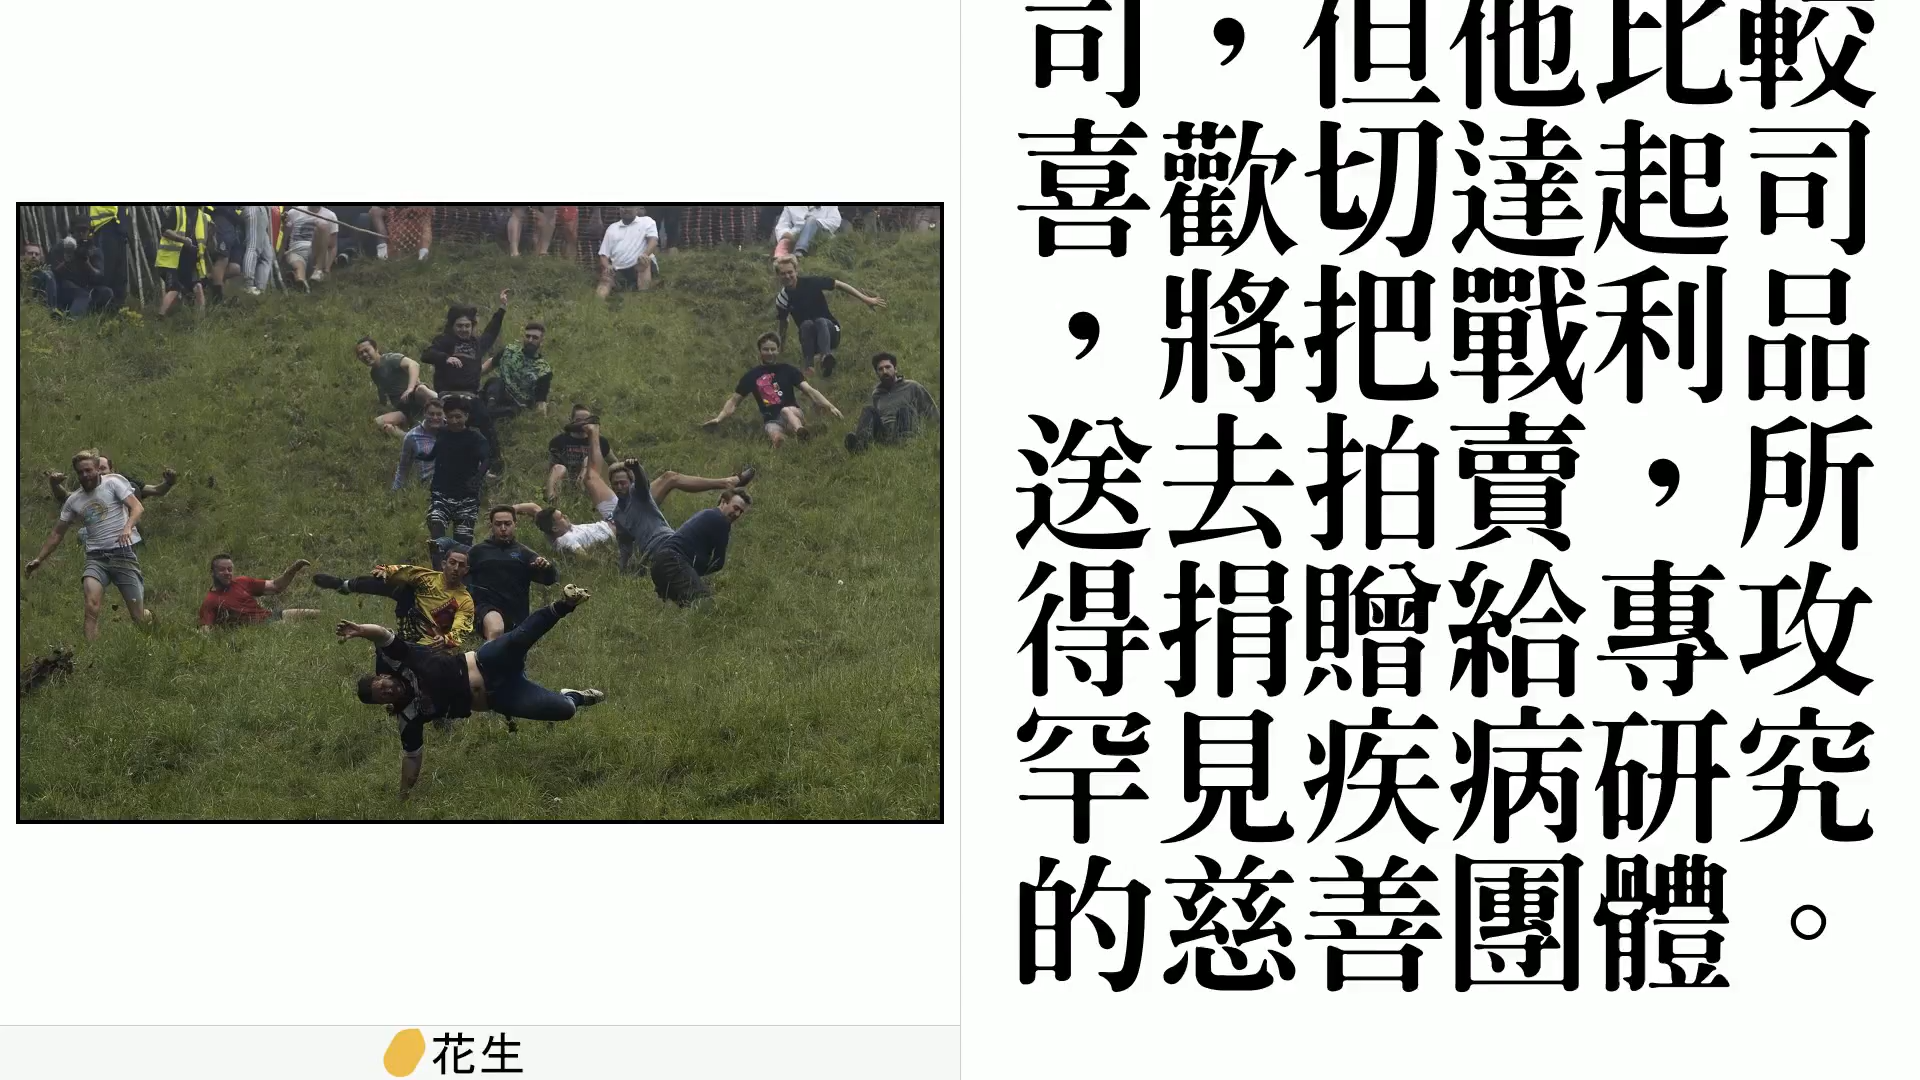 司，但他比較
喜歡切達起司
，將把戰利品
送去拍賣，所
得捐贈給專攻
罕見疾病研究
的慈善團體。
花生